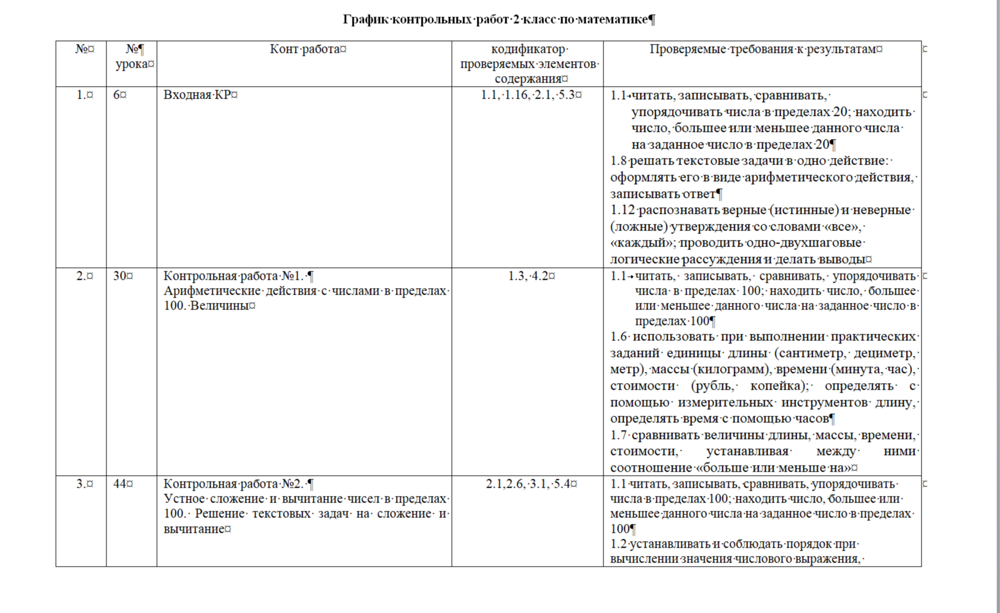 График контрольных работ 2 класс по математике¶
№¤
№¶
урока¤
Конт работа¤
кодификатор
проверяемых элементов
содержания¤
Проверяемые требования к результатам¤
1.¤
6¤
Входная КР¤
1.1, 1.16, 2.1, 5.3¤
1.1→читать, записывать, сравнивать,
упорядочивать числа в пределах 20; находить
число, большее или меньшее данного числа
на заданное число в пределах 20¶
1.8 решать текстовые задачи в одно действие:
оформлять его в виде арифметического действия,
записывать ответ¶
1.12 распознавать верные (истинные) и неверные
(ложные) утверждения со словами «все»,
«каждый»; проводить одно-двухшаговые
логические рассуждения и делать выводы¤
2.¤
30¤
Контрольная работа №1. ¶
Арифметические действия с числами в пределах
100. Величины¤
1.3, 4.2¤
1.1→читать, записывать, сравнивать, упорядочивать
числа в пределах 100; находить число, большее
или меньшее данного числа на заданное число в
пределах 100¶
1.6 использовать при выполнении практических
заданий единицы длины (сантиметр, дециметр,
метр), массы (килограмм), времени (минута, час),
стоимости (рубль, копейка); определять с
помощью измерительных инструментов длину,
определять время с помощью часов¶
1.7 сравнивать величины длины, массы, времени,
стоимости, устанавливая между ними
соотношение «больше или меньше на»¤
3.¤
44¤
Контрольная работа №2. ¶
Устное сложение и вычитание чисел в пределах
100. Решение текстовых задач на сложение и
вычитание¤
2.1,2.6, 3.1, 5.4¤
1.1 читать, записывать, сравнивать, упорядочивать
числа в пределах 100; находить число, большее или
меньшее данного числа на заданное число в пределах
100¶
1.2 устанавливать и соблюдать порядок при
вычислении значения числового выражения,